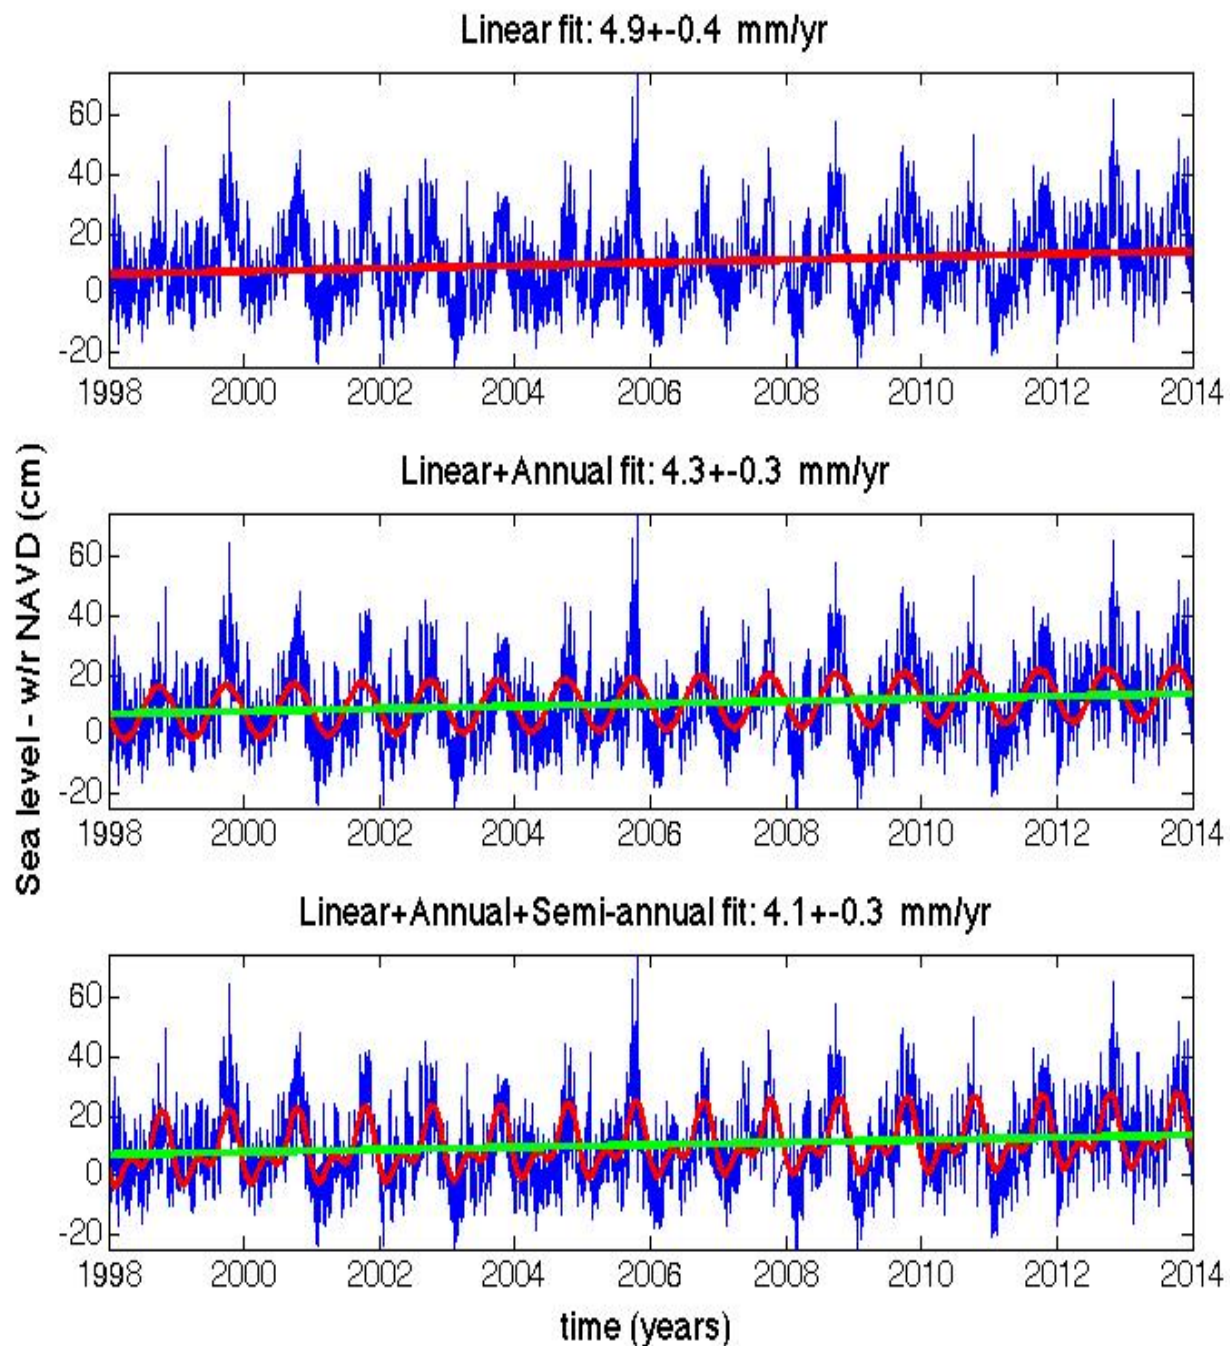 Linear fit: 4.9+-0.4 mm/yr
60
40
20
0
-20
1998 2000 2002 2004 2006 2008 2010 2012 2014
Linear+Annual fit: 4.3+-0.3 mm/yr
Sea level - w/r NAVD (cm)
60
40
20
0
-20
1998 2000 2002 2004 2006 2008 2010 2012 2014
Linear+Annual+Semi-annual fit: 4.1+-0.3 mm/yr
60
40
20
0
-20
1998 2000 2002 2004 2006 2008 2010 2012 2014
time (years)